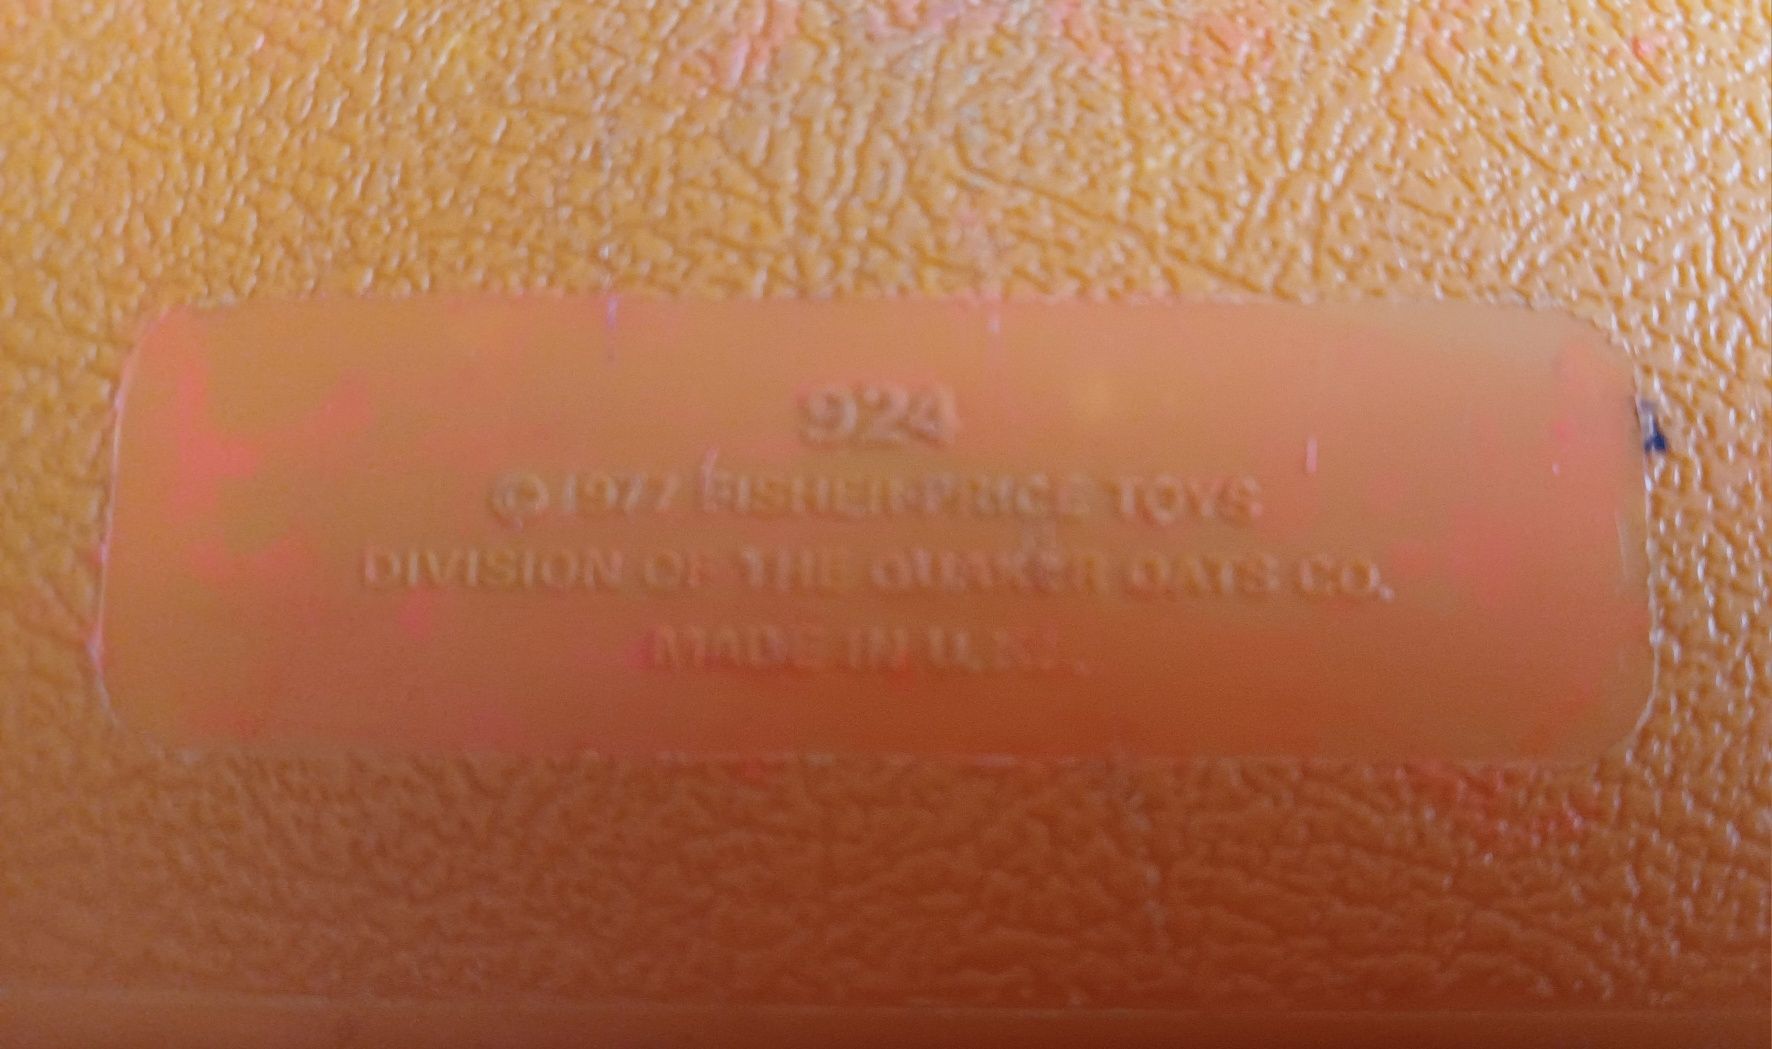 924
© 1977 FISHER-PRICE TOYS
DIVISION OF THE QUAKER OATS CO.
MADE IN